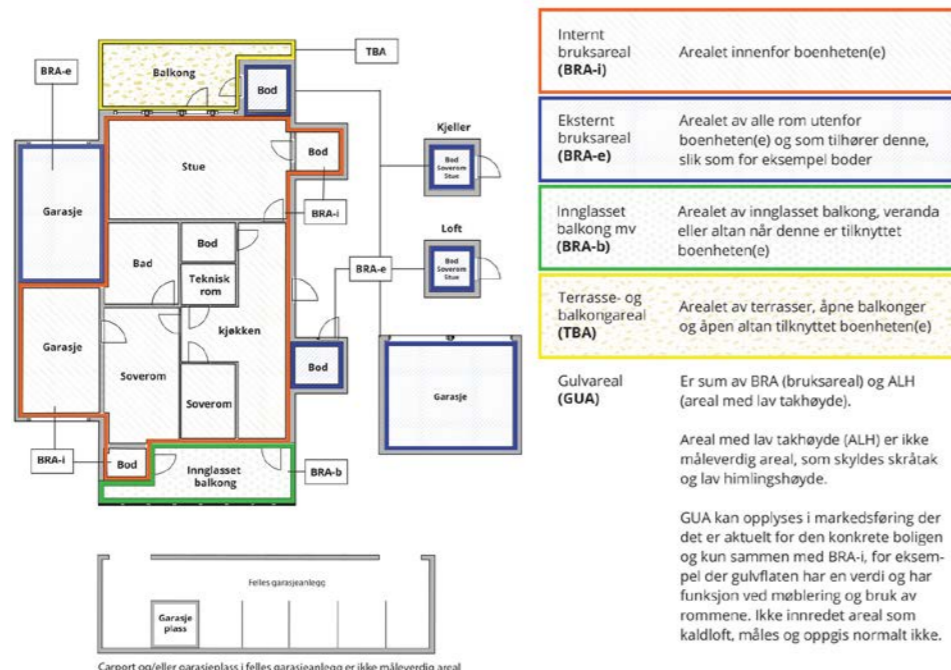 TBA
BRA-e
Balkong
Bod
Kjeller
Bod
Soverom
Stue
Stue
Bod
BRA-i
Garasje
Loft
Bod
Soverom
Stue
Bad
Bod
Teknisk
rom
BRA-e
kjøkken
Garasje
Soverom
Soverom
Bod
Garasje
BRA-i
Bod
Innglasset
balkong
BRA-b
Felles garasjeanlegg
Garasje
plass
Carport og/eller garasjeplass i felles garasjeanlegg er ikke måleverdig areal
Internt
bruksareal
(BRA-i)
Arealet innenfor boenheten(e)
Eksternt
bruksareal
(BRA-e)
Arealet av alle rom utenfor
boenheten(e) og som tilhører denne,
slik som for eksempel boder
Innglasset
balkong mv
(BRA-b)
Arealet av innglasset balkong, veranda
eller altan når denne er tilknyttet
boenheten(e)
Terrasse- og
balkongareal
(TBA)
Arealet av terrasser, åpne balkonger
og åpen altan tilknyttet boenheten(e)
Gulvareal
(GUA)
Er sum av BRA (bruksareal) og ALH
(areal med lav takhøyde).
Areal med lav takhøyde (ALH) er ikke
måleverdig areal, som skyldes skråtak
og lav himlingshøyde.
GUA kan opplyses i markedsføring der
det er aktuelt for den konkrete boligen
og kun sammen med BRA-i, for eksem-
pel der gulvflaten har en verdi og har
funksjon ved møblering og bruk av
rommene. Ikke innredet areal som
kaldloft, måles og oppgis normalt ikke.